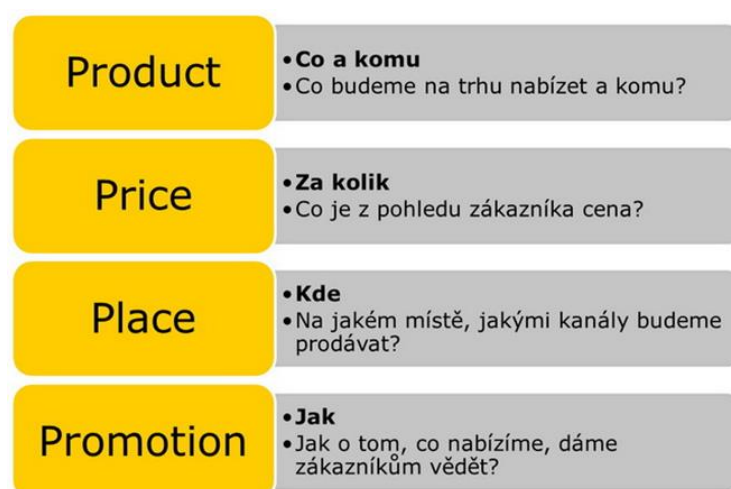 Product
•Co a komu
•Co budeme na trhu nabízet a komu?
Price
•Za kolik
•Co je z pohledu zákazníka cena?
Place
•Kde
•Na jakém místě, jakými kanály budeme
prodávat?
Promotion
•Jak
•Jak o tom, co nabízíme, dáme
zákazníkům vědět?